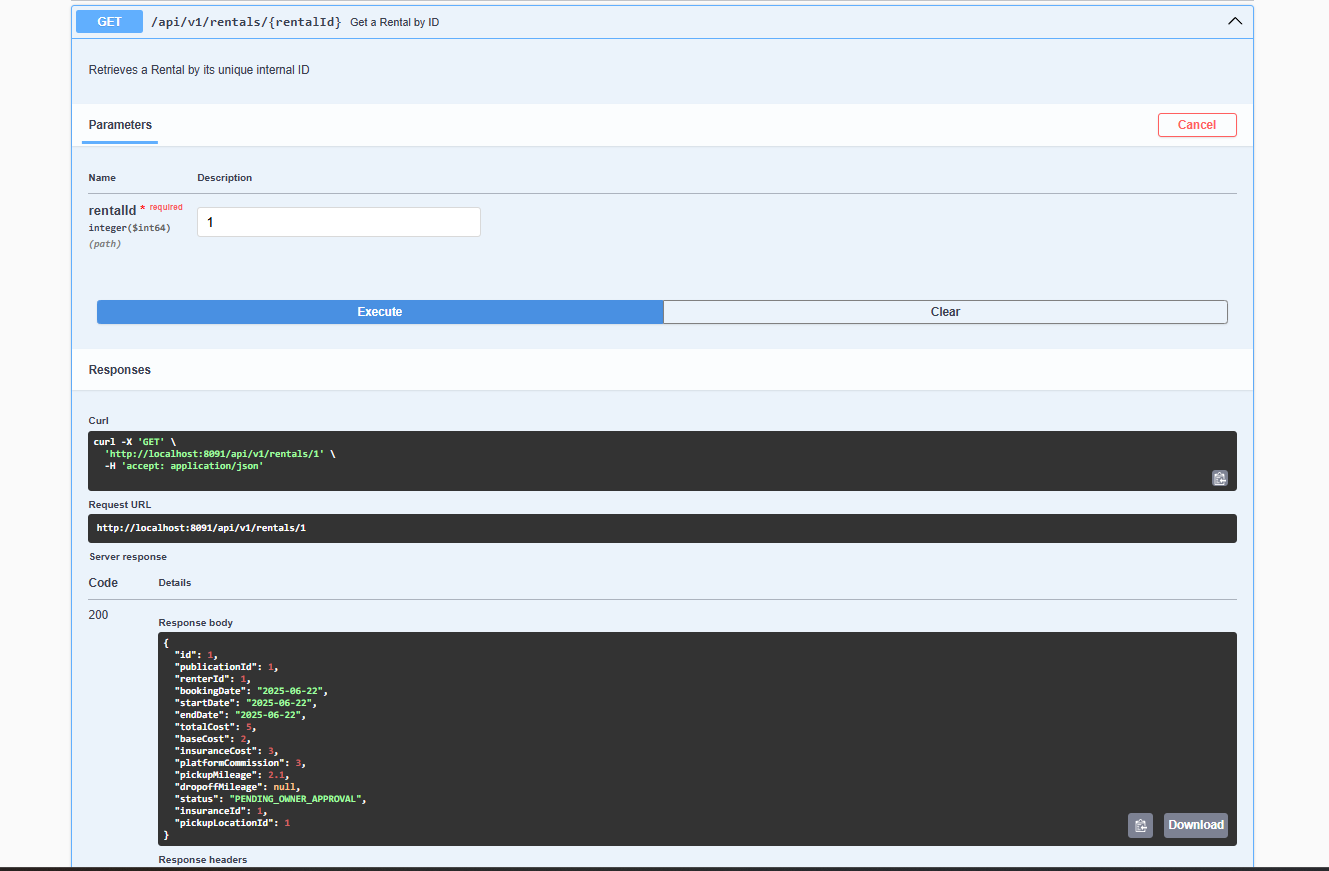 GET /api/v1/rentals/{rentalId} Get a Rental by ID
Retrieves a Rental by its unique internal ID
Parameters
Cancel
Name Description
rentalId * required
integer($int64)
(path)
1
Execute Clear
Responses
Curl
curl -X 'GET' \
  'http://localhost:8091/api/v1/rentals/1' \
  -H 'accept: application/json'
Request URL
http://localhost:8091/api/v1/rentals/1
Server response
Code Details
200
Response body
{
  "id": 1,
  "publicationId": 1,
  "renterId": 1,
  "bookingDate": "2025-06-22",
  "startDate": "2025-06-22",
  "endDate": "2025-06-22",
  "totalCost": 5,
  "baseCost": 2,
  "insuranceCost": 3,
  "platformCommission": 3,
  "pickupMileage": 2.1,
  "dropoffMileage": null,
  "status": "PENDING_OWNER_APPROVAL",
  "insuranceId": 1,
  "pickupLocationId": 1
}
Download
Response headers